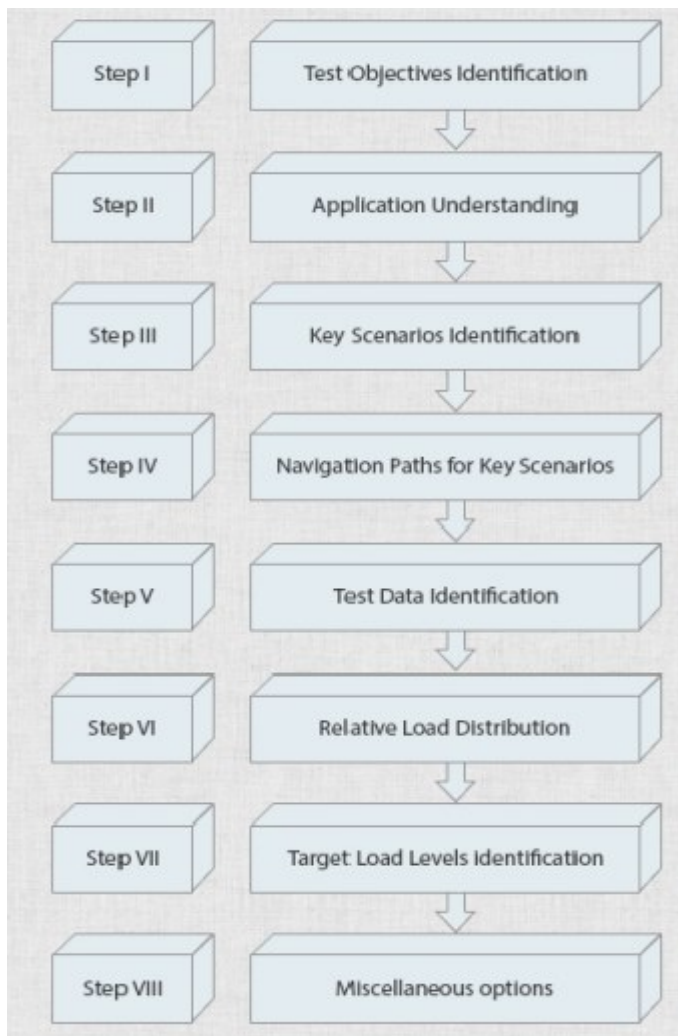 Step I
Test Objectives Identification
Step II
Application Understanding
Step III
Key Scenarios Identification
Step IV
Navigation Paths for Key Scenarios
Step V
Test Data Identification
Step VI
Relative Load Distribution
Step VII
Target Load Levels Identification
Step VIII
Miscellaneous options